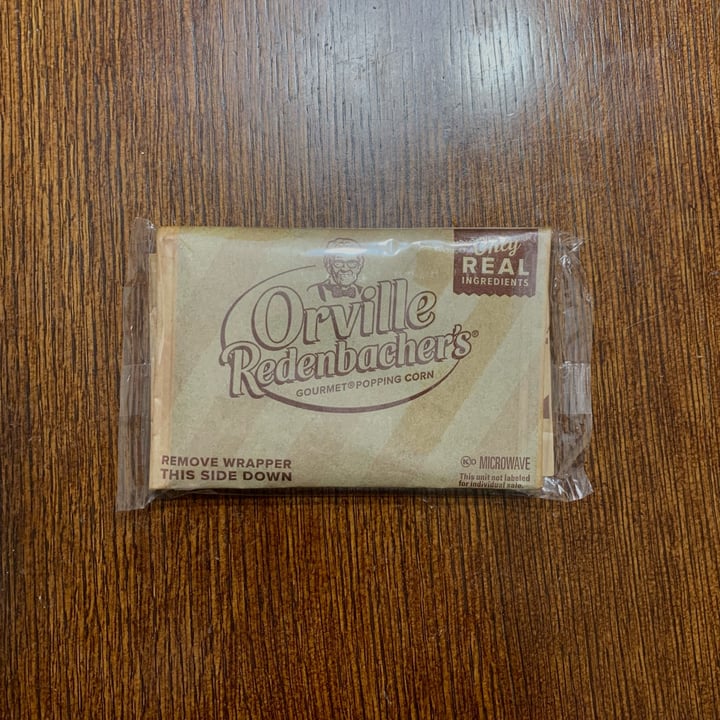 Only
REAL
INGREDIENTS
Orville
Redenbacher's®
GOURMET® POPPING CORN
REMOVE WRAPPER
THIS SIDE DOWN
K D MICROWAVE
This unit not labeled
for individual sale.